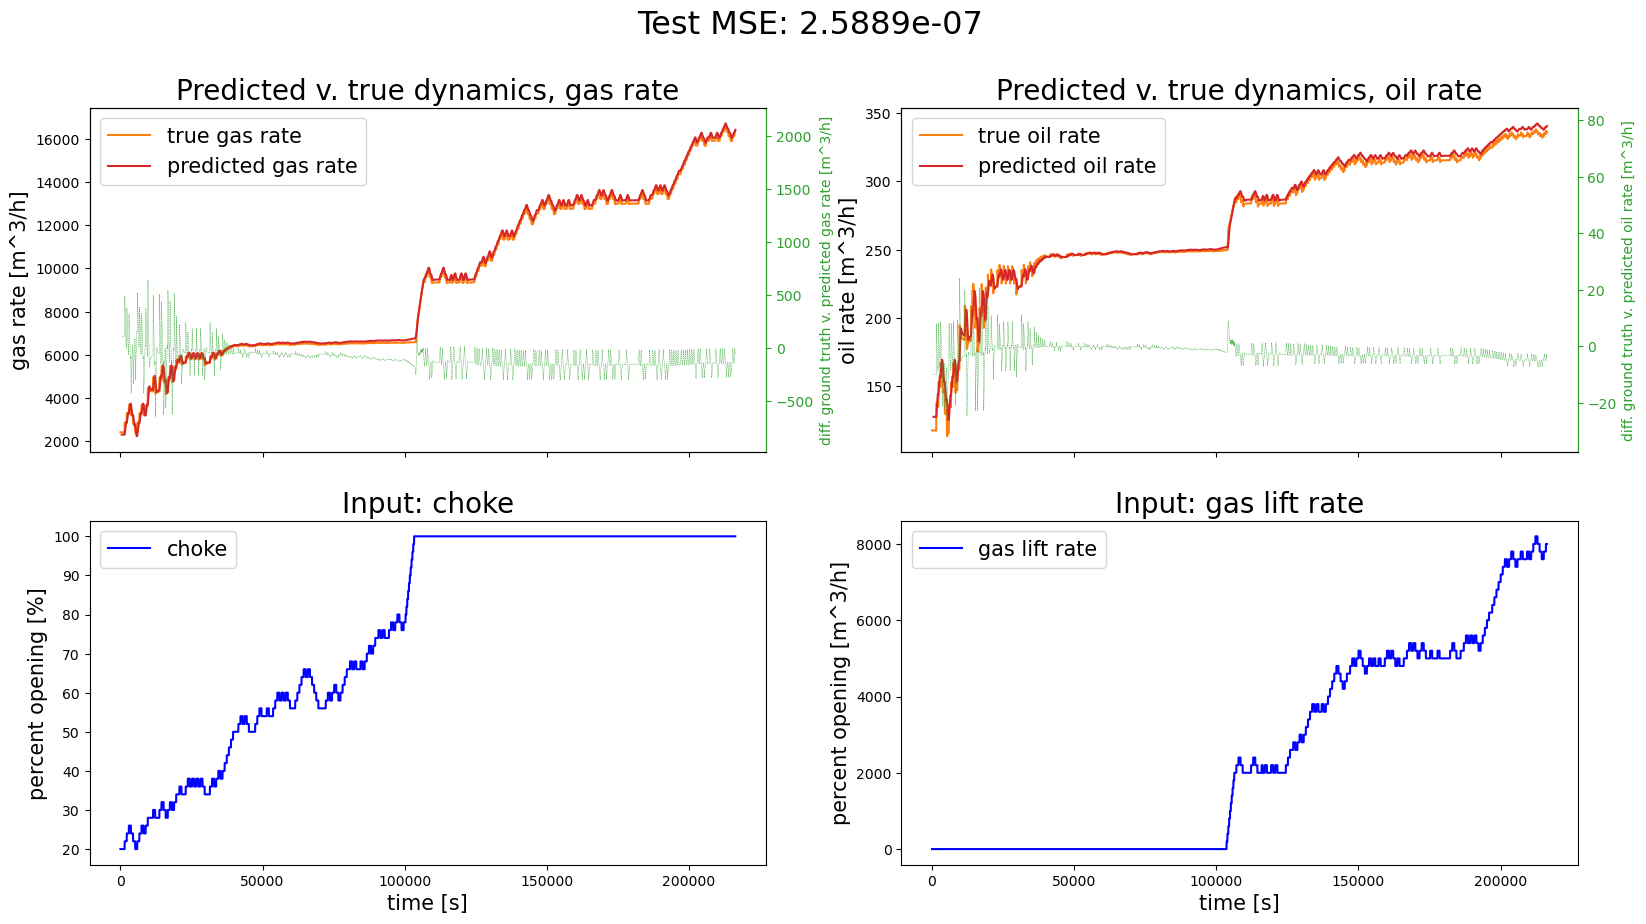 Test MSE: 2.5889e-07
Predicted v. true dynamics, gas rate
true gas rate
predicted gas rate
gas rate [m^3/h]
16000
14000
12000
10000
8000
6000
4000
2000
2000
1500
1000
500
0
−500
diff. ground truth v. predicted gas rate [m^3/h]
Predicted v. true dynamics, oil rate
true oil rate
predicted oil rate
oil rate [m^3/h]
350
300
250
200
150
80
60
40
20
0
−20
diff. ground truth v. predicted oil rate [m^3/h]
Input: choke
choke
percent opening [%]
100
90
80
70
60
50
40
30
20
0
50000
100000
150000
200000
time [s]
Input: gas lift rate
gas lift rate
percent opening [m^3/h]
8000
6000
4000
2000
0
0
50000
100000
150000
200000
time [s]